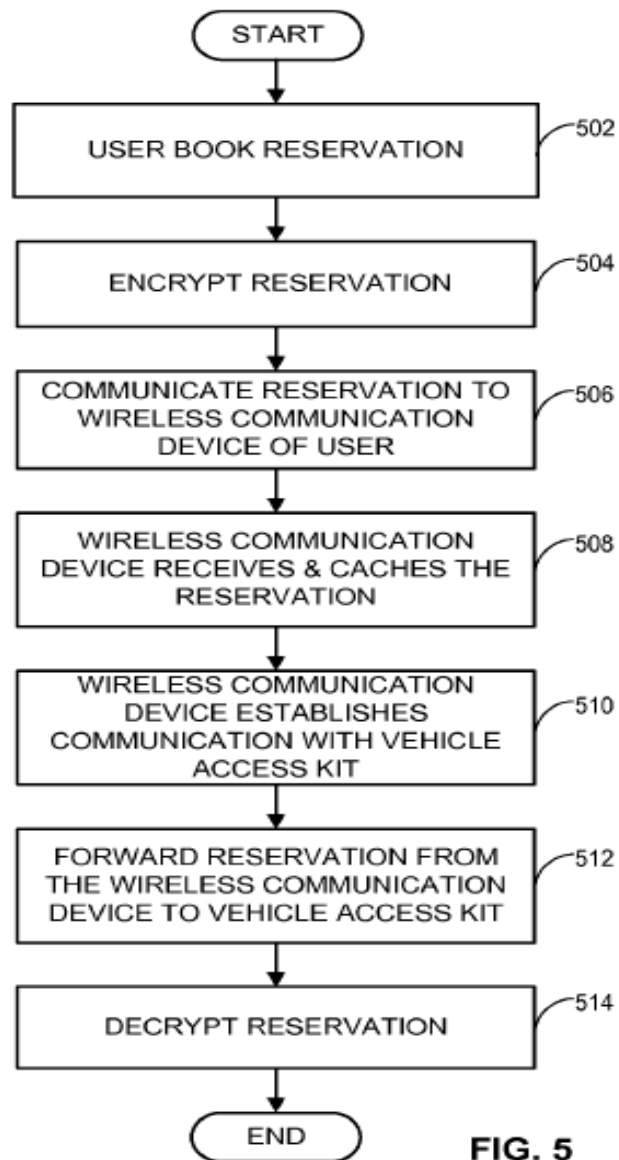 START
USER BOOK RESERVATION
502
ENCRYPT RESERVATION
504
COMMUNICATE RESERVATION TO
WIRELESS COMMUNICATION
DEVICE OF USER
506
WIRELESS COMMUNICATION
DEVICE RECEIVES & CACHES THE
RESERVATION
508
WIRELESS COMMUNICATION
DEVICE ESTABLISHES
COMMUNICATION WITH VEHICLE
ACCESS KIT
510
FORWARD RESERVATION FROM
THE WIRELESS COMMUNICATION
DEVICE TO VEHICLE ACCESS KIT
512
DECRYPT RESERVATION
514
END
FIG. 5